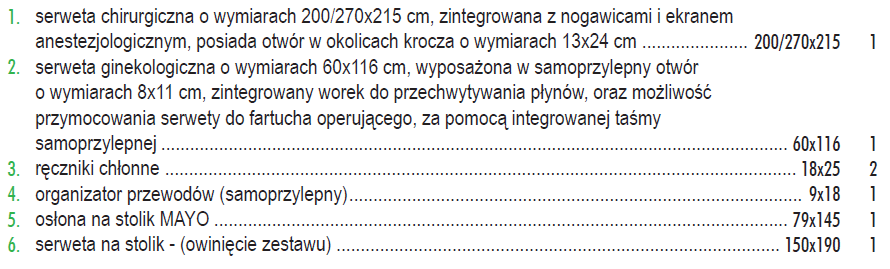 1. serweta chirurgiczna o wymiarach 200/270x215 cm, zintegrowana z nogawicami i ekranem
anestezjologicznym, posiada otwór w okolicach krocza o wymiarach 13x24 cm ...................... 200/270x215 1
2. serweta ginekologiczna o wymiarach 60x116 cm, wyposażona w samoprzylepny otwór
o wymiarach 8x11 cm, zintegrowany worek do przechwytywania płynów, oraz możliwość
przymocowania serwety do fartucha operującego, za pomocą integrowanej taśmy
samoprzylepnej ........................................................ 60x116 1
3. ręczniki chłonne ........................................................ 18x25 2
4. organizator przewodów (samoprzylepny)........................................................ 9x18 1
5. osłona na stolik MAYO ........................................................ 79x145 1
6. serweta na stolik - (owinięcie zestawu) ........................................................ 150x190 1